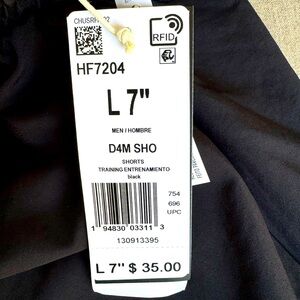 RFID
HF7204
L 7"
MEN / HOMBRE
D4M SHO
SHORTS
TRAINING ENTRENAMIENTO
black
754
696
UPC
1 94830 03311 3
130913395
L 7" $ 35.00